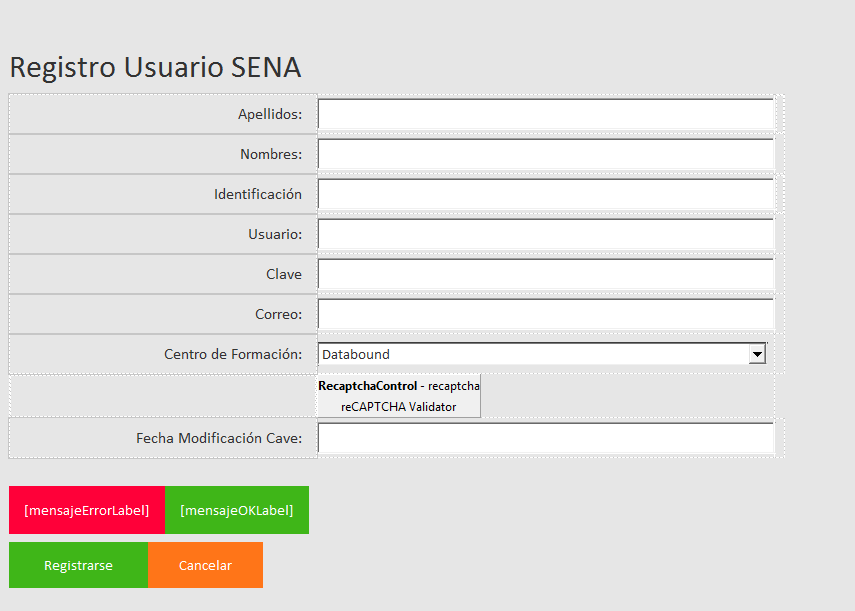 Registro Usuario SENA
Apellidos:
Nombres:
Identificación
Usuario:
Clave
Correo:
Centro de Formación: Databound
RecaptchaControl - recaptcha
reCAPTCHA Validator
Fecha Modificación Cave:
[mensajeErrorLabel] [mensajeOKLabel]
Registrarse Cancelar